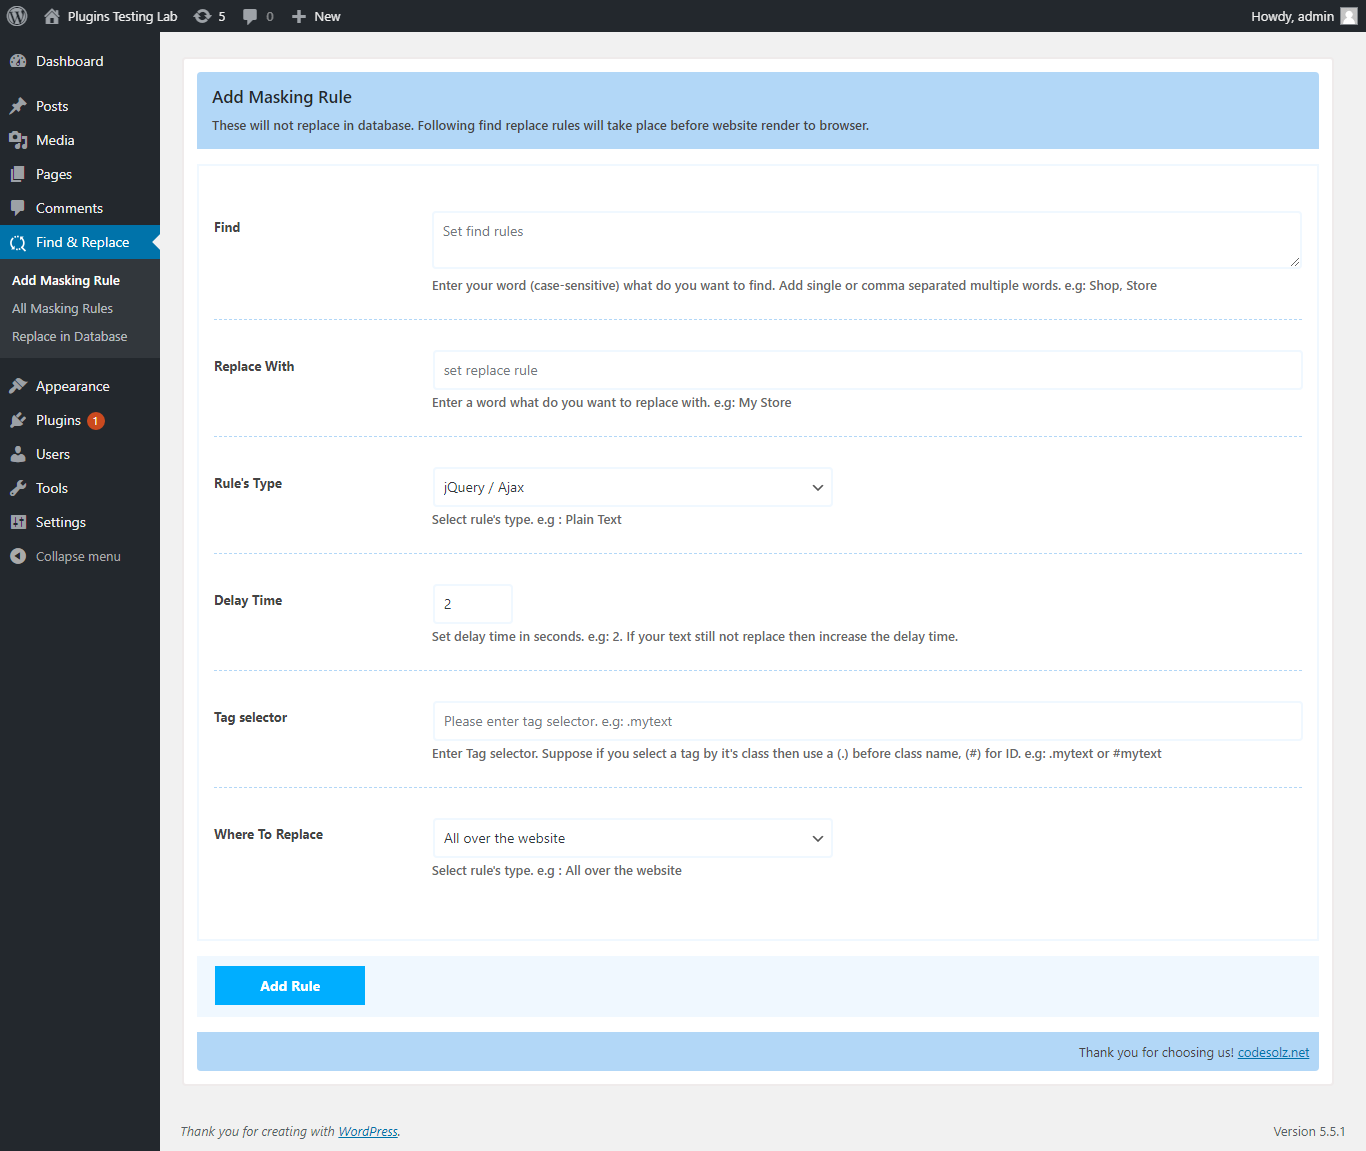 Plugins Testing Lab 5 0 New Howdy, admin
Dashboard
Posts
Media
Pages
Comments
Find & Replace
Add Masking Rule
All Masking Rules
Replace in Database
Appearance
Plugins 1
Users
Tools
Settings
Collapse menu
Add Masking Rule
These will not replace in database. Following find replace rules will take place before website render to browser.
Find
Set find rules
Enter your word (case-sensitive) what do you want to find. Add single or comma separated multiple words. e.g: Shop, Store
Replace With
set replace rule
Enter a word what do you want to replace with. e.g: My Store
Rule's Type
jQuery / Ajax
Select rule's type. e.g : Plain Text
Delay Time
2
Set delay time in seconds. e.g: 2. If your text still not replace then increase the delay time.
Tag selector
Please enter tag selector. e.g: .mytext
Enter Tag selector. Suppose if you select a tag by it's class then use a (.) before class name, (#) for ID. e.g: .mytext or #mytext
Where To Replace
All over the website
Select rule's type. e.g : All over the website
Add Rule
Thank you for choosing us! codesolz.net
Thank you for creating with WordPress.
Version 5.5.1